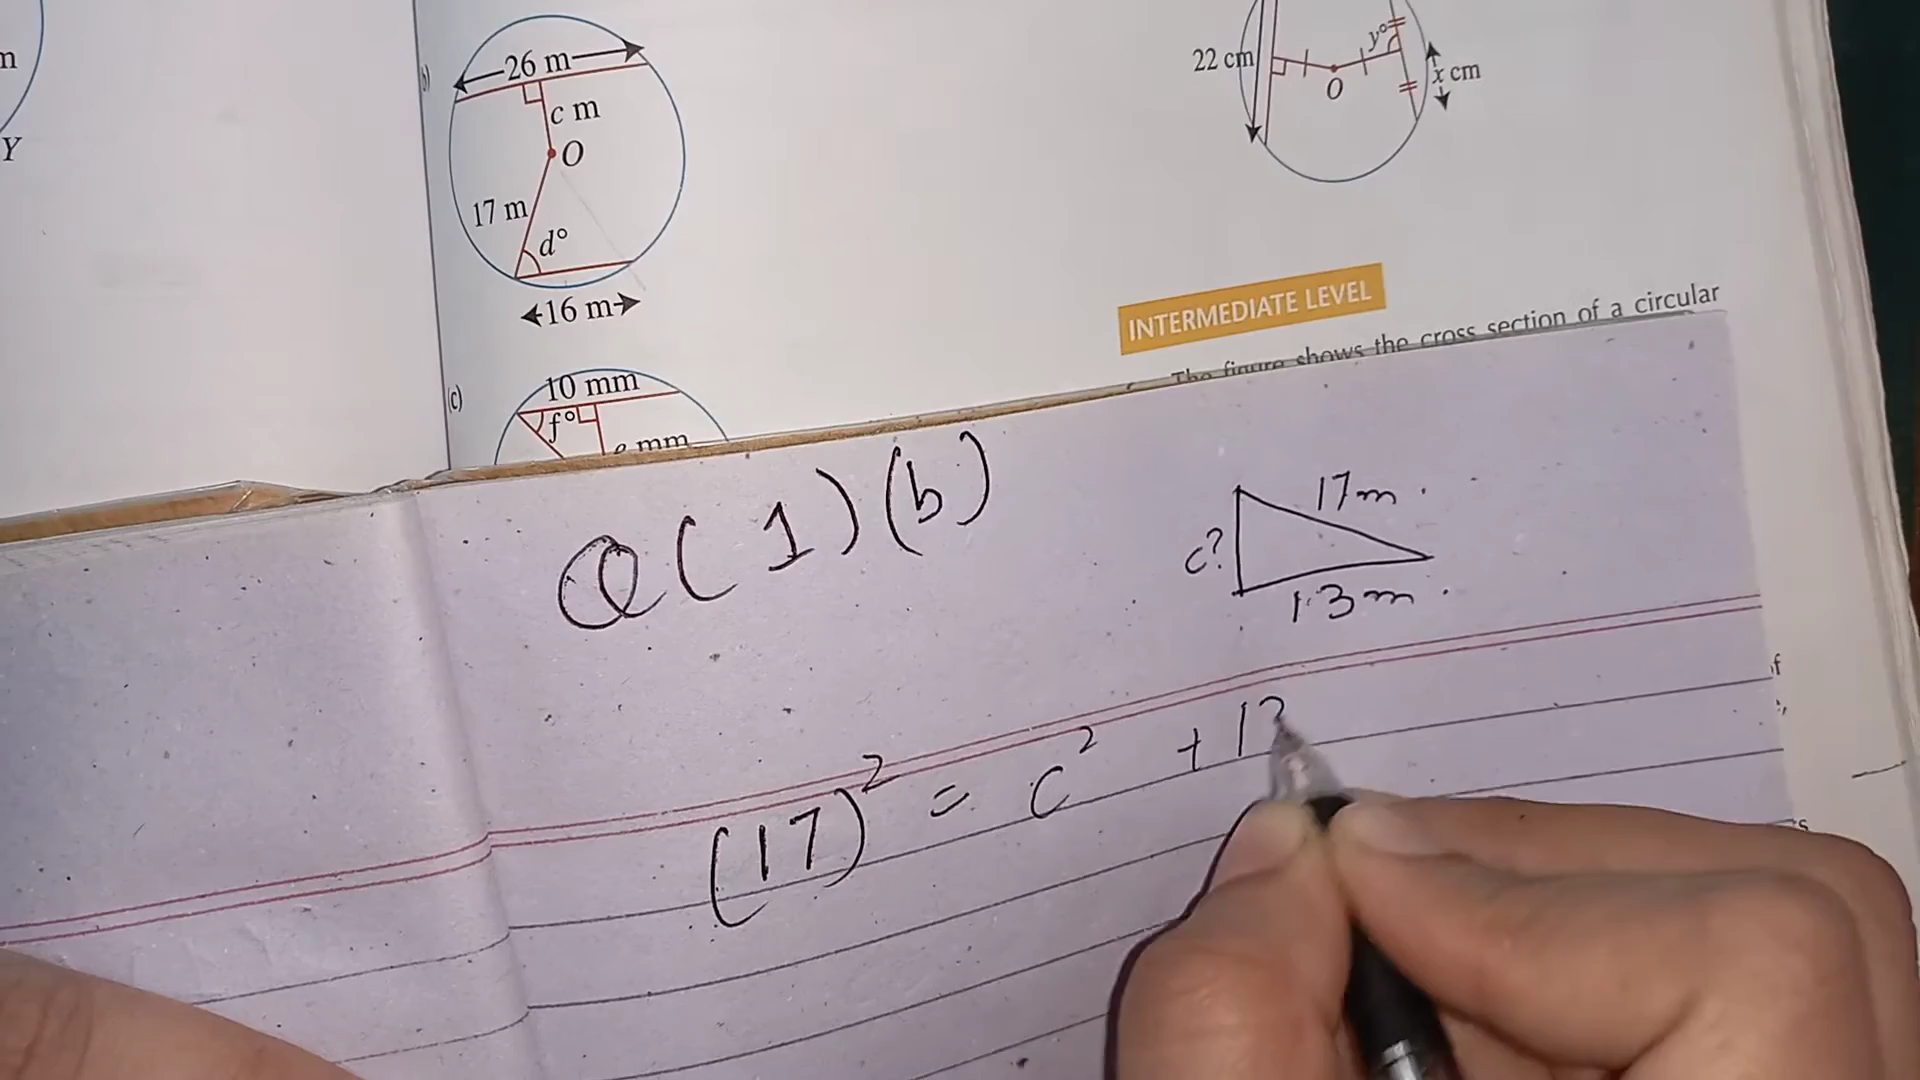 m
Y
b)
26 m
c m
O
17 m
d°
16 m
22 cm
O
y°
x cm
INTERMEDIATE LEVEL
The figure shows the cross section of a circular
(c)
10 mm
f°
e mm
Q(1)(b)
17m.
c?
13m.
(17)² = c² + 13